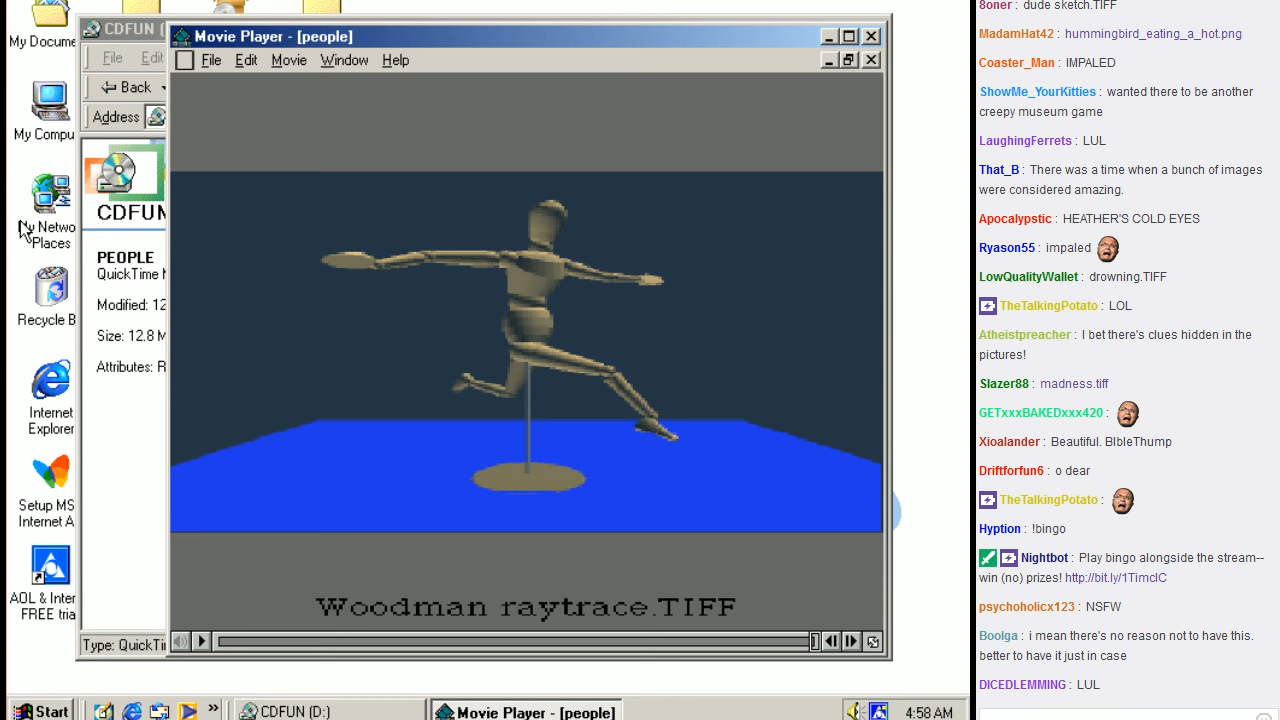 My Docume
My Compu
My Netwo
Places
Recycle B
Internet
Explorer
Setup MS
Internet A
AOL & Inter
FREE tria
CDFUN (
File Edit
Back
Address
CDFUN
PEOPLE
QuickTime M
Modified: 12
Size: 12.8 M
Attributes: R
Type: QuickTim
Movie Player - [people]
File Edit Movie Window Help
Woodman raytrace.TIFF
Start
CDFUN (D:)
Movie Player - [people]
4:58 AM
8oner : dude sketch.TIFF
MadamHat42 : hummingbird_eating_a_hot.png
Coaster_Man : IMPALED
ShowMe_YourKitties : wanted there to be another
creepy museum game
LaughingFerrets : LUL
That_B : There was a time when a bunch of images
were considered amazing.
Apocalypstic : HEATHER'S COLD EYES
Ryason55 : impaled
LowQualityWallet : drowning.TIFF
TheTalkingPotato : LOL
Atheistpreacher : I bet there's clues hidden in the
pictures!
Slazer88 : madness.tiff
GETxxxBAKEDxxx420 :
Xioalander : Beautiful. BIbleThump
Driftforfun6 : o dear
TheTalkingPotato :
Hyption : !bingo
Nightbot : Play bingo alongside the stream--
win (no) prizes! http://bit.ly/1TimcIC
psychoholicx123 : NSFW
Boolga : i mean there's no reason not to have this.
better to have it just in case
DICEDLEMMING : LUL